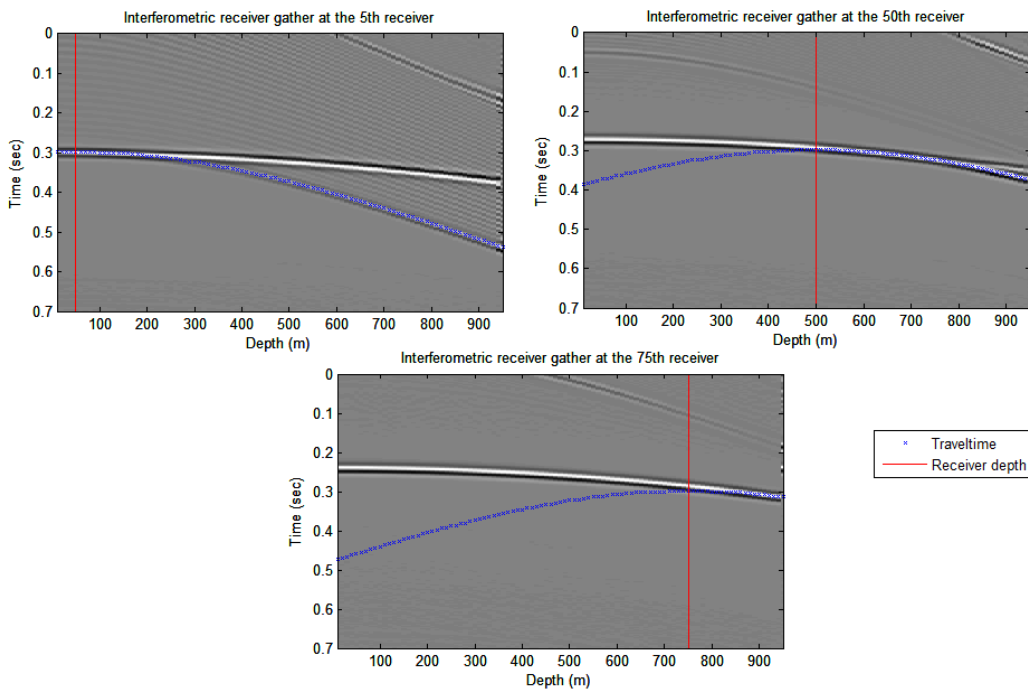 Interferometric receiver gather at the 5th receiver
0
0.1
0.2
0.3
0.4
0.5
0.6
0.7
Time (sec)
100 200 300 400 500 600 700 800 900
Depth (m)
Interferometric receiver gather at the 50th receiver
0
0.1
0.2
0.3
0.4
0.5
0.6
0.7
Time (sec)
100 200 300 400 500 600 700 800 900
Depth (m)
Interferometric receiver gather at the 75th receiver
0
0.1
0.2
0.3
0.4
0.5
0.6
0.7
Time (sec)
100 200 300 400 500 600 700 800 900
Depth (m)
Traveltime
Receiver depth